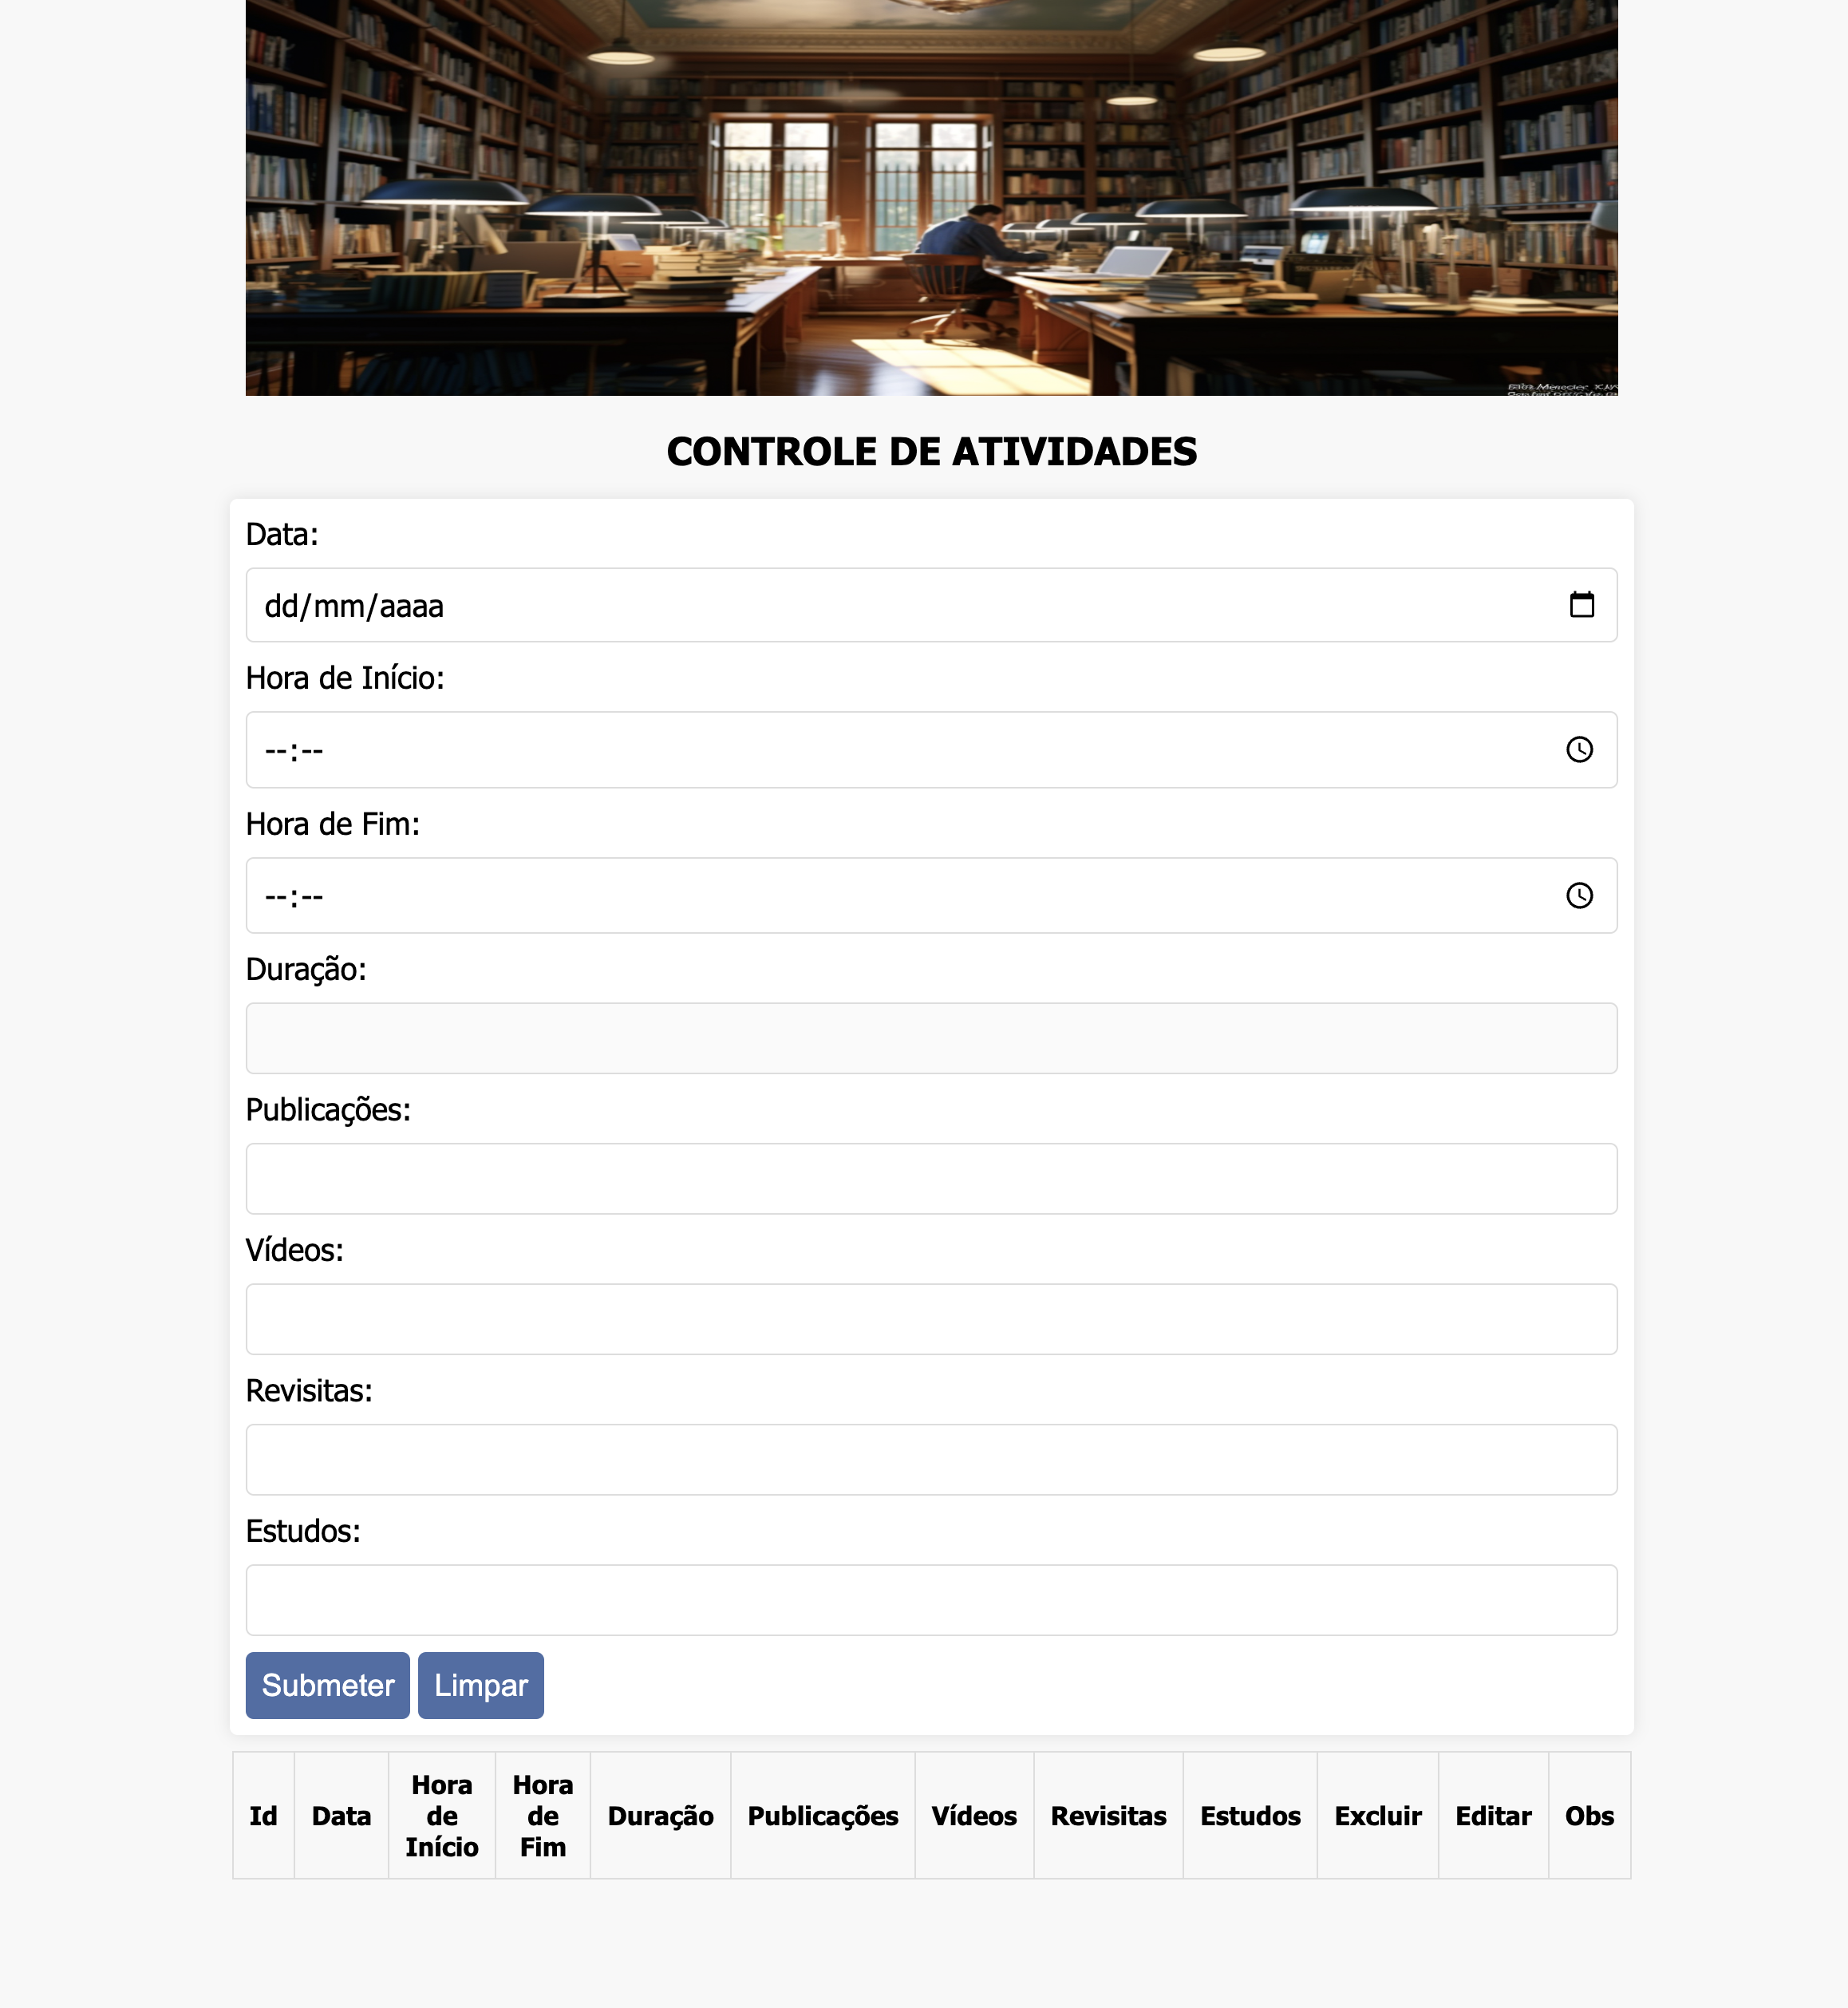 CONTROLE DE ATIVIDADES
Data:
dd/mm/aaaa
Hora de Início:
--:--
Hora de Fim:
--:--
Duração:
Publicações:
Vídeos:
Revisitas:
Estudos:
Submeter Limpar
Id Data Hora de Início Hora de Fim Duração Publicações Vídeos Revisitas Estudos Excluir Editar Obs